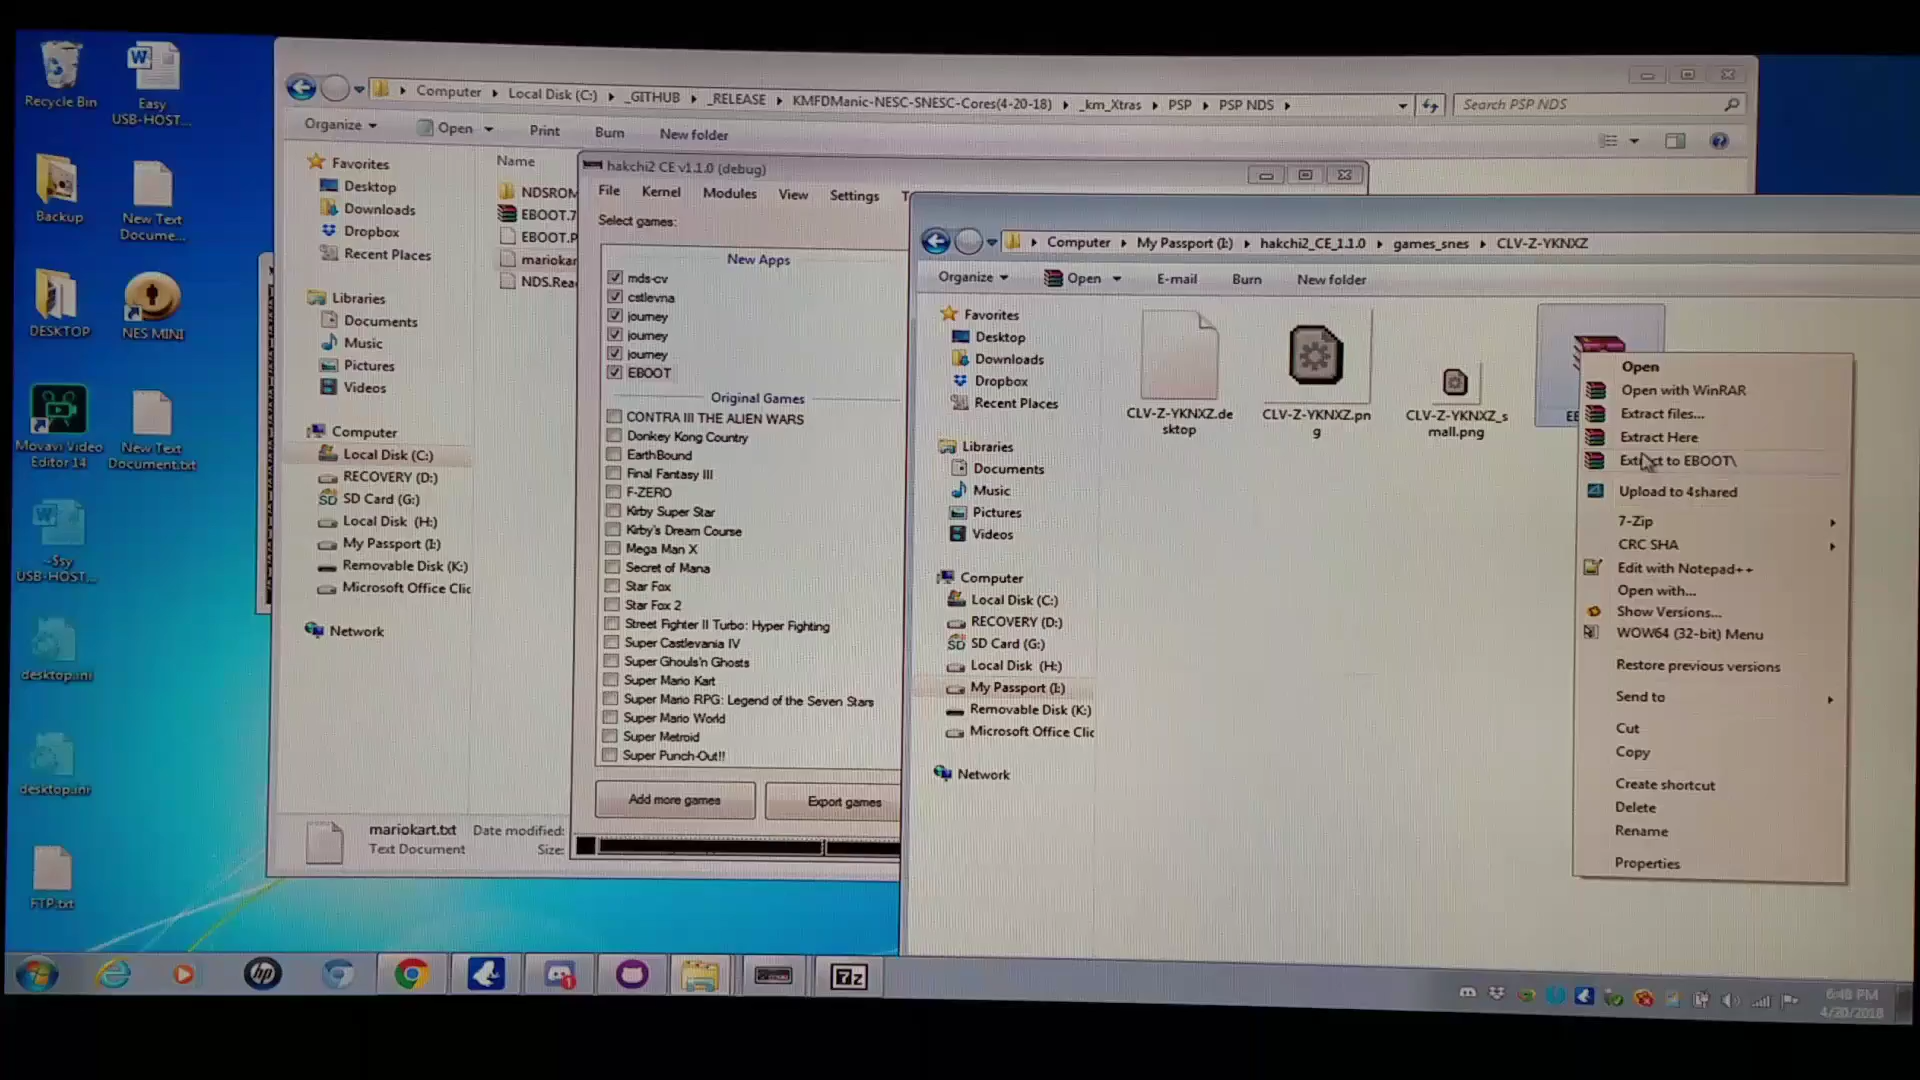 Recycle Bin
Easy
USB-HOST...
Backup
New Text
Docume...
DESKTOP
NES MINI
Movavi Video
Editor 14
New Text
Document.txt
USB-HOST...
desktop.ini
desktop.ini
FTP.txt
Computer
Local Disk (C:)
_GITHUB
_RELEASE
KMFDManic-NESC-SNESC-Cores(4-20-18)
_km_Xtras
PSP
PSP NDS
Search PSP NDS
Organize
Open
Print
Burn
New folder
Favorites
Desktop
Downloads
Dropbox
Recent Places
Libraries
Documents
Music
Pictures
Videos
Computer
Local Disk (C:)
RECOVERY (D:)
SD Card (G:)
Local Disk (H:)
My Passport (I:)
Removable Disk (K:)
Microsoft Office Clic
Network
Name
NDSROM
EBOOT.7
EBOOT.P
mariokar
NDS.Rea
mariokart.txt
Date modified:
Text Document
Size:
hakchi2 CE v1.1.0 (debug)
File
Kernel
Modules
View
Settings
T
Select games:
New Apps
mds-cv
cstlevna
journey
journey
journey
EBOOT
Original Games
CONTRA III THE ALIEN WARS
Donkey Kong Country
EarthBound
Final Fantasy III
F-ZERO
Kirby Super Star
Kirby's Dream Course
Mega Man X
Secret of Mana
Star Fox
Star Fox 2
Street Fighter II Turbo: Hyper Fighting
Super Castlevania IV
Super Ghouls'n Ghosts
Super Mario Kart
Super Mario RPG: Legend of the Seven Stars
Super Mario World
Super Metroid
Super Punch-Out!!
Add more games
Export games
Computer
My Passport (I:)
hakchi2_CE_1.1.0
games_snes
CLV-Z-YKNXZ
Organize
Open
E-mail
Burn
New folder
Favorites
Desktop
Downloads
Dropbox
Recent Places
Libraries
Documents
Music
Pictures
Videos
Computer
Local Disk (C:)
RECOVERY (D:)
SD Card (G:)
Local Disk (H:)
My Passport (I:)
Removable Disk (K:)
Microsoft Office Clic
Network
CLV-Z-YKNXZ.de
sktop
CLV-Z-YKNXZ.pn
g
CLV-Z-YKNXZ_s
mall.png
Open
Open with WinRAR
Extract files...
Extract Here
Extract to EBOOT\
Upload to 4shared
7-Zip
CRC SHA
Edit with Notepad++
Open with...
Show Versions...
WOW64 (32-bit) Menu
Restore previous versions
Send to
Cut
Copy
Create shortcut
Delete
Rename
Properties
hp
7z
6:48 PM
4/20/2018